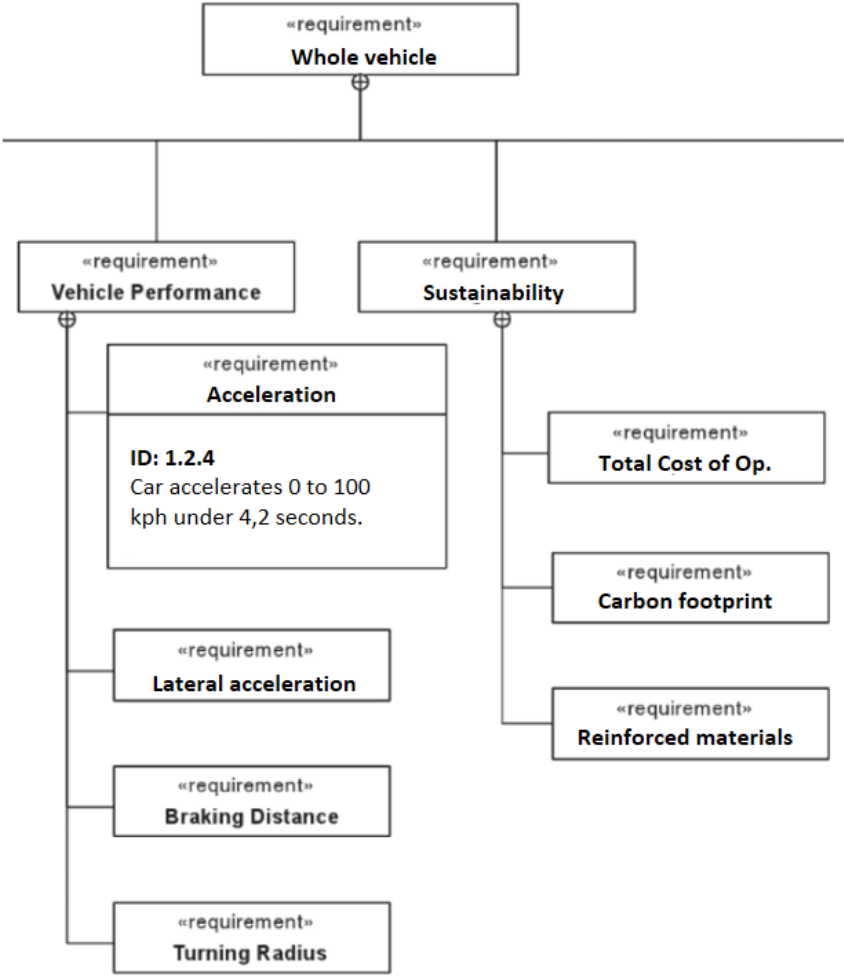 «requirement»
Whole vehicle
«requirement»
Vehicle Performance
«requirement»
Sustainability
«requirement»
Acceleration
ID: 1.2.4
Car accelerates 0 to 100
kph under 4,2 seconds.
«requirement»
Total Cost of Op.
«requirement»
Carbon footprint
«requirement»
Lateral acceleration
«requirement»
Reinforced materials
«requirement»
Braking Distance
«requirement»
Turning Radius